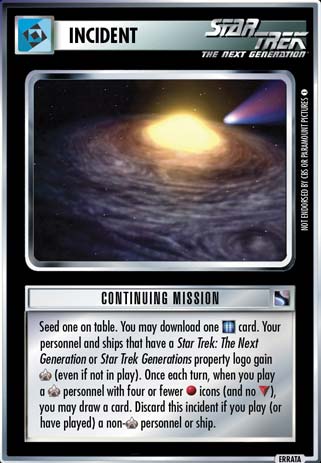 INCIDENT
STAR TREK
THE NEXT GENERATION
NOT ENDORSED BY CBS OR PARAMOUNT PICTURES
CONTINUING MISSION
Seed one on table. You may download one card. Your
personnel and ships that have a Star Trek: The Next
Generation or Star Trek Generations property logo gain
(even if not in play). Once each turn, when you play
a personnel with four or fewer icons (and no ),
you may draw a card. Discard this incident if you play (or
have played) a non- personnel or ship.
ERRATA